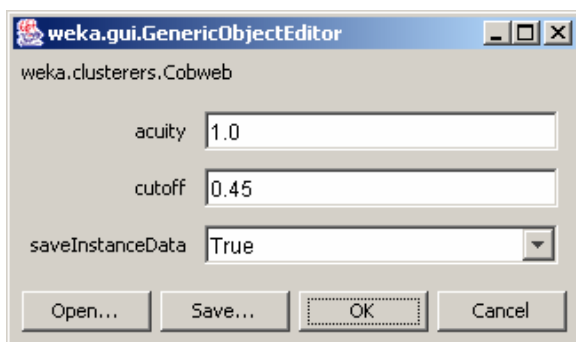 weka.gui.GenericObjectEditor
weka.clusterers.Cobweb
acuity 1.0
cutoff 0.45
saveInstanceData True
Open... Save... OK Cancel